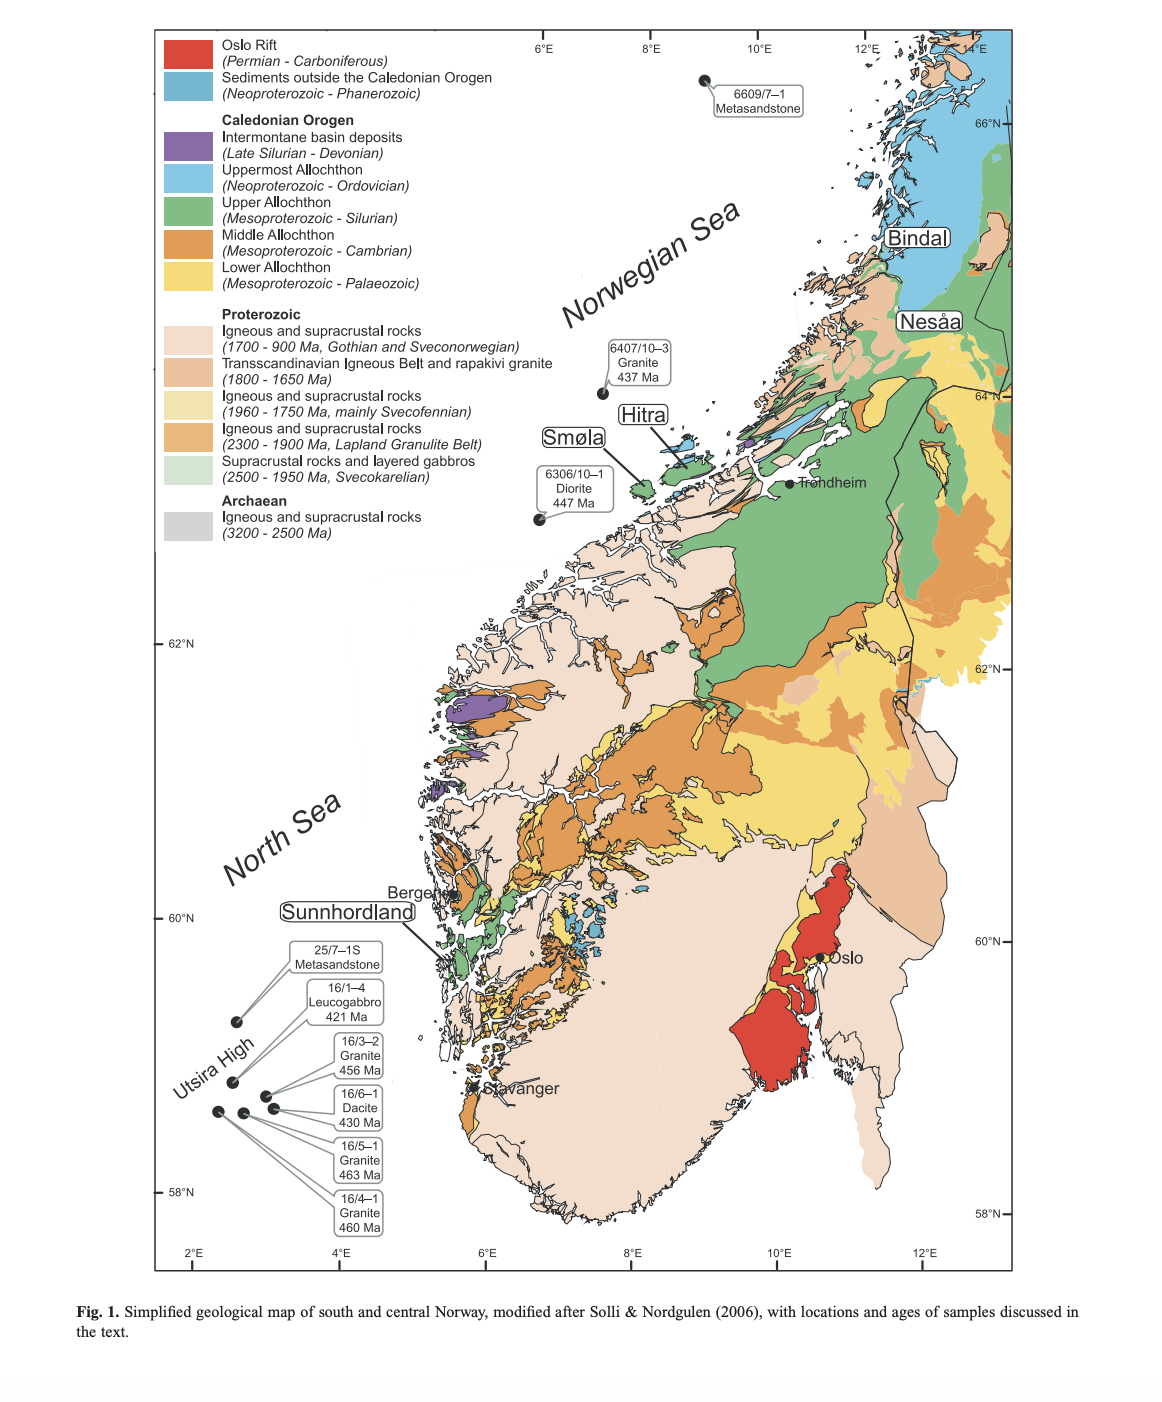 Oslo Rift
(Permian - Carboniferous)
Sediments outside the Caledonian Orogen
(Neoproterozoic - Phanerozoic)
Caledonian Orogen
Intermontane basin deposits
(Late Silurian - Devonian)
Uppermost Allochthon
(Neoproterozoic - Ordovician)
Upper Allochthon
(Mesoproterozoic - Silurian)
Middle Allochthon
(Mesoproterozoic - Cambrian)
Lower Allochthon
(Mesoproterozoic - Palaeozoic)
Proterozoic
Igneous and supracrustal rocks
(1700 - 900 Ma, Gothian and Sveconorwegian)
Transscandinavian Igneous Belt and rapakivi granite
(1800 - 1650 Ma)
Igneous and supracrustal rocks
(1960 - 1750 Ma, mainly Svecofennian)
Igneous and supracrustal rocks
(2300 - 1900 Ma, Lapland Granulite Belt)
Supracrustal rocks and layered gabbros
(2500 - 1950 Ma, Svecokarelian)
Archaean
Igneous and supracrustal rocks
(3200 - 2500 Ma)
6°E
8°E
10°E
12°E
14°E
6609/7–1
Metasandstone
66°N
Norwegian Sea
Bindal
Nesåa
6407/10–3
Granite
437 Ma
64°N
Hitra
Smøla
6306/10–1
Diorite
447 Ma
Trondheim
62°N
62°N
North Sea
Bergen
Sunnhordland
60°N
60°N
25/7–1S
Metasandstone
Oslo
16/1–4
Leucogabbro
421 Ma
Utsira High
16/3–2
Granite
456 Ma
Stavanger
16/6–1
Dacite
430 Ma
16/5–1
Granite
463 Ma
16/4–1
Granite
460 Ma
58°N
58°N
2°E
4°E
6°E
8°E
10°E
12°E
Fig. 1. Simplified geological map of south and central Norway, modified after Solli & Nordgulen (2006), with locations and ages of samples discussed in
the text.